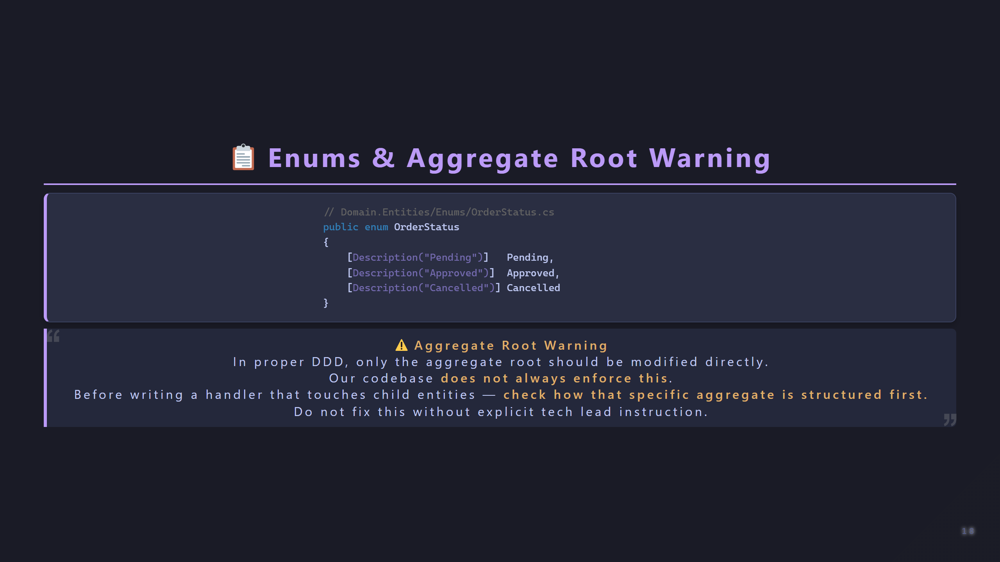 📋 Enums & Aggregate Root Warning
// Domain.Entities/Enums/OrderStatus.cs
public enum OrderStatus
{
    [Description("Pending")]   Pending,
    [Description("Approved")]  Approved,
    [Description("Cancelled")] Cancelled
}
“
⚠️ Aggregate Root Warning
In proper DDD, only the aggregate root should be modified directly.
Our codebase does not always enforce this.
Before writing a handler that touches child entities — check how that specific aggregate is structured first.
Do not fix this without explicit tech lead instruction.
”
18